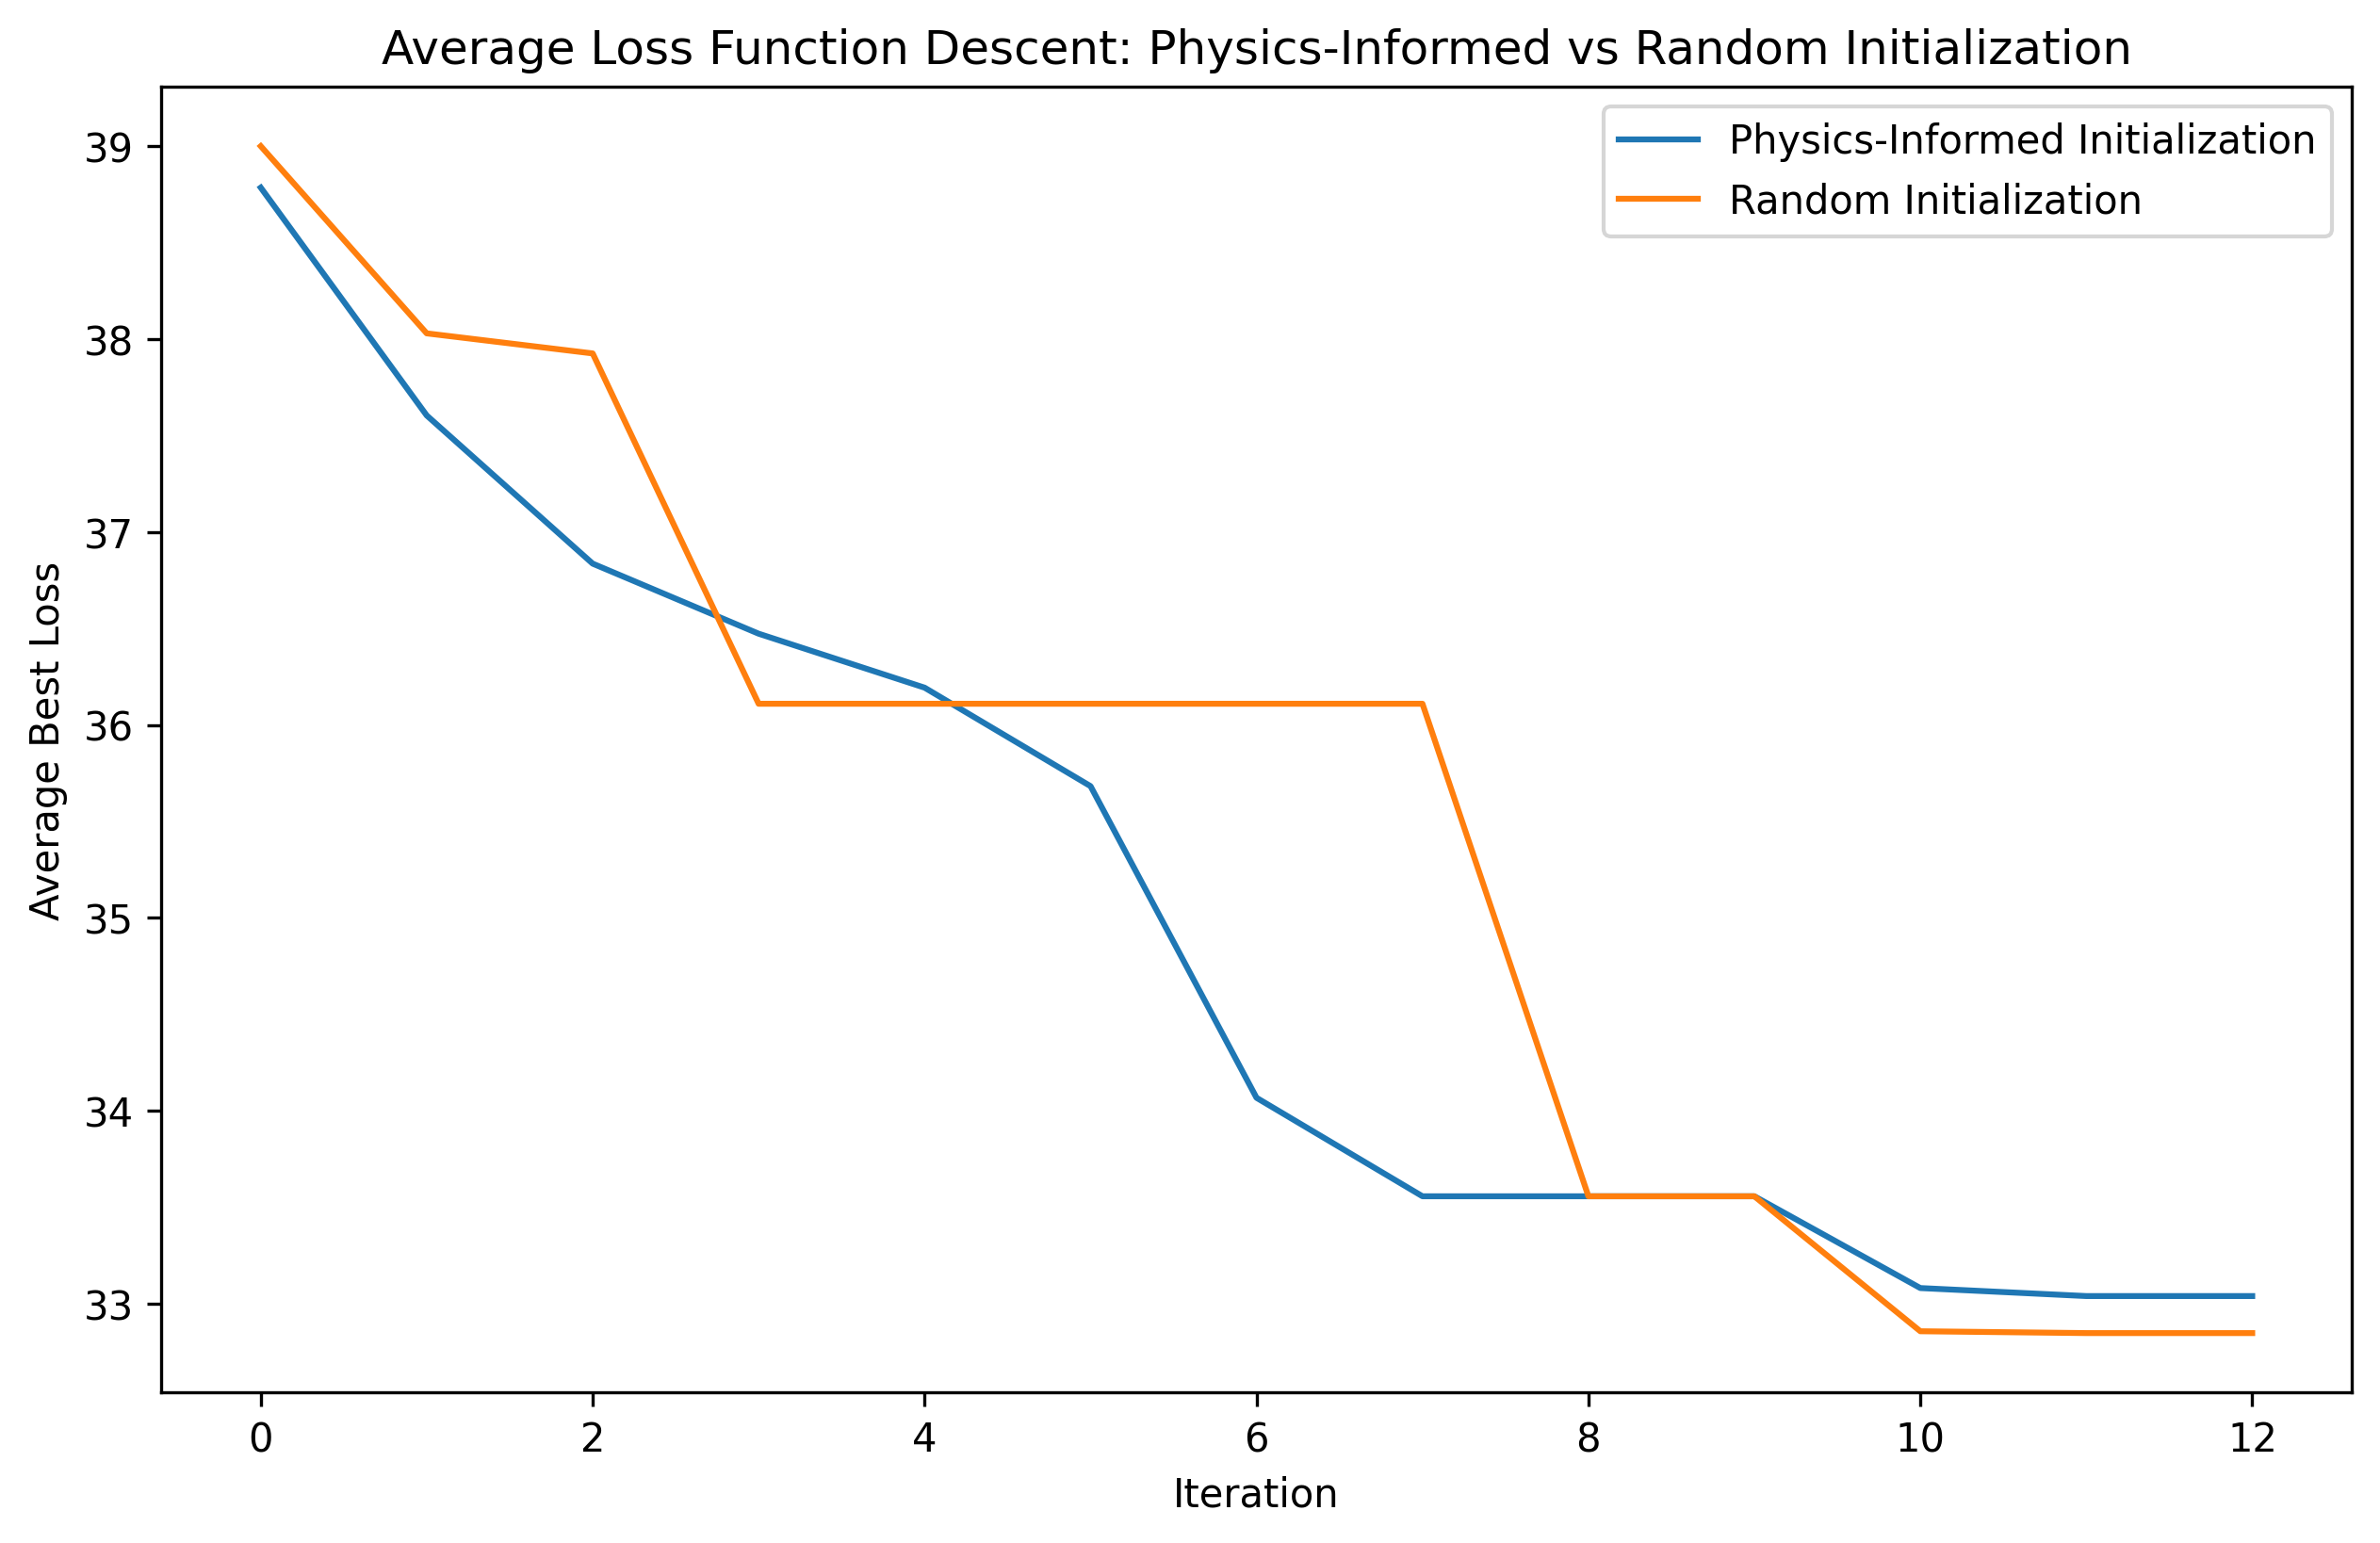 Average Loss Function Descent: Physics-Informed vs Random Initialization
Physics-Informed Initialization
Random Initialization
39
38
37
36
35
34
33
Average Best Loss
0 2 4 6 8 10 12
Iteration